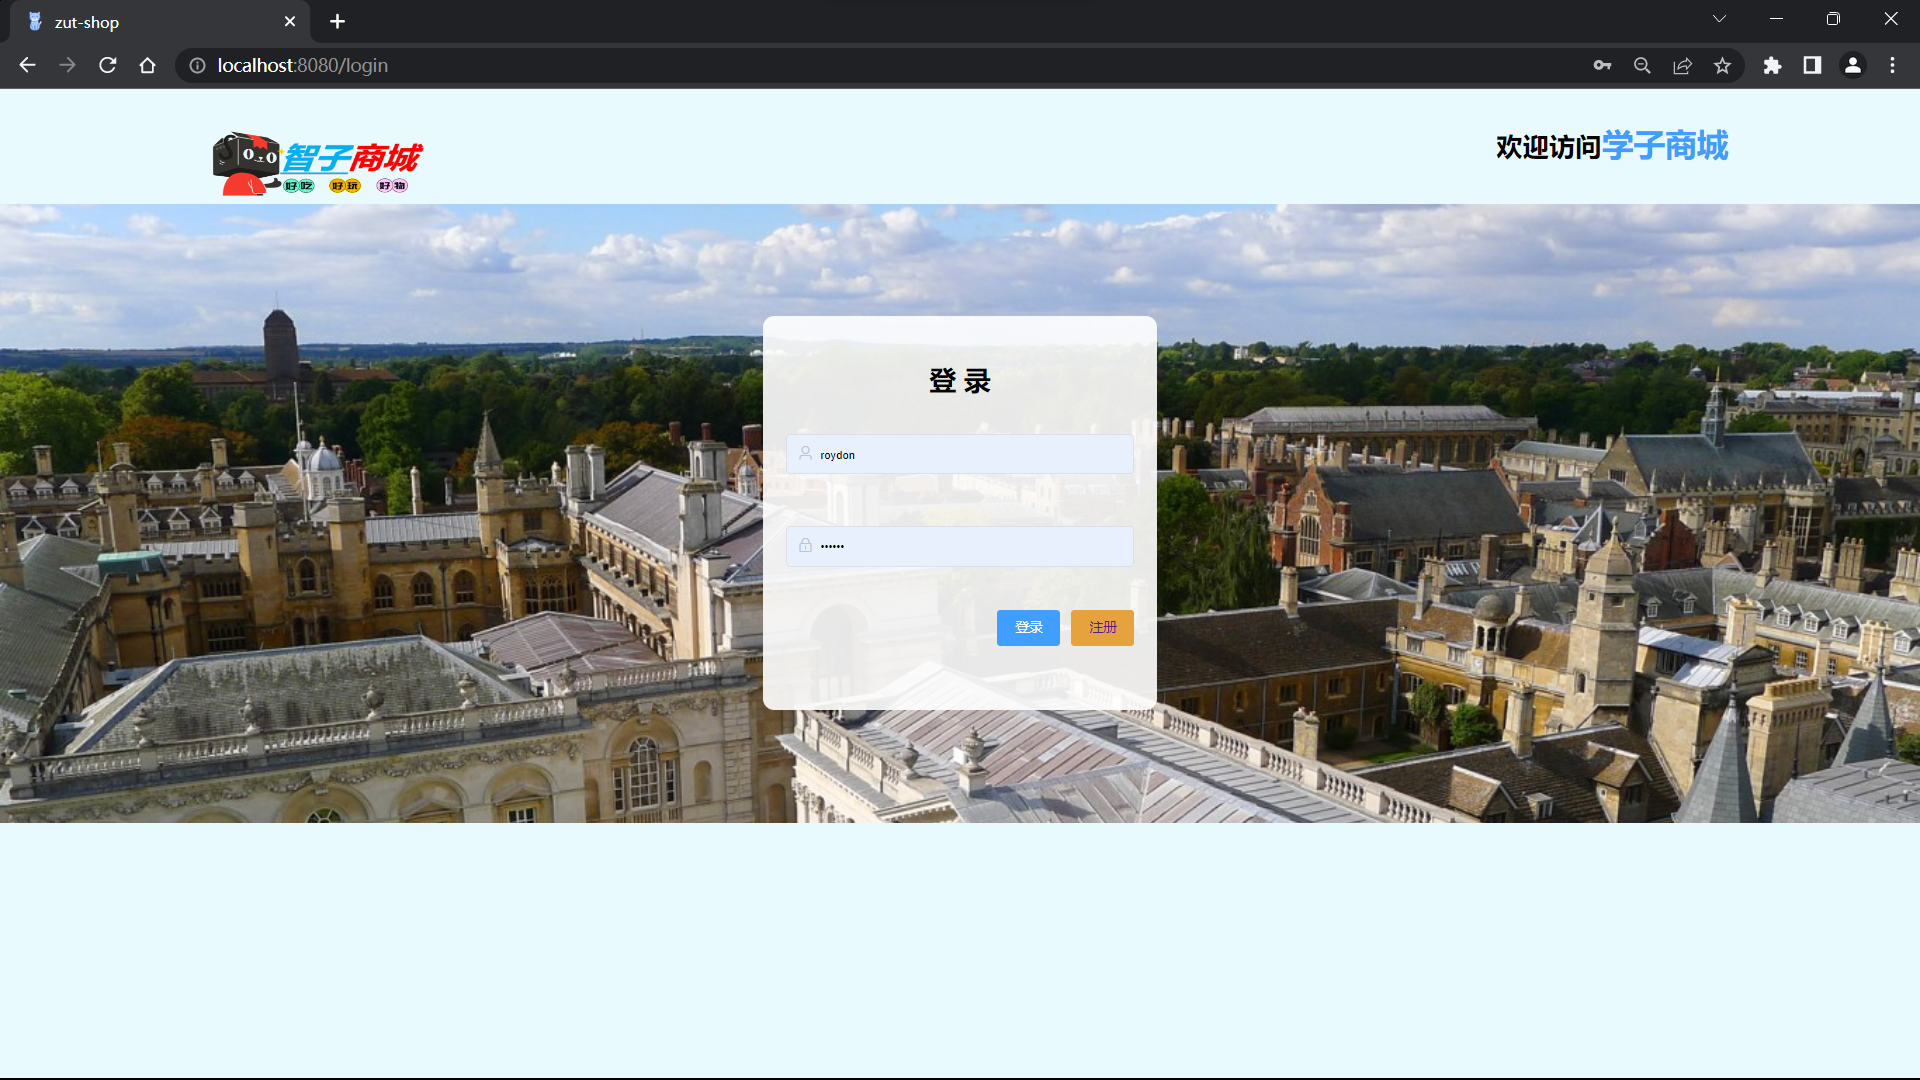 zut-shop
localhost:8080/login
智子商城
好吃 好玩 好物
欢迎访问学子商城
登 录
roydon
••••••
登录 注册